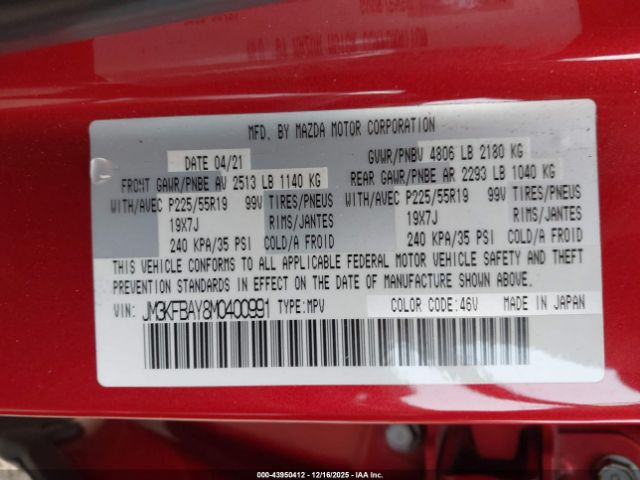 MFD. BY MAZDA MOTOR CORPORATION
DATE 04/21 GVWR/PNBV 4806 LB 2180 KG
FRONT GAWR/PNBE AV 2513 LB 1140 KG REAR GAWR/PNBE AR 2293 LB 1040 KG
WITH/AVEC P225/55R19 99V TIRES/PNEUS WITH/AVEC P225/55R19 99V TIRES/PNEUS
19X7J RIMS/JANTES 19X7J RIMS/JANTES
240 KPA/35 PSI COLD/A FROID 240 KPA/35 PSI COLD/A FROID
THIS VEHICLE CONFORMS TO ALL APPLICABLE FEDERAL MOTOR VEHICLE SAFETY AND THEFT
PREVENTION STANDARDS IN EFFECT ON THE DATE OF MANUFACTURE SHOWN ABOVE.
VIN: JM3KFBAY8M0400991 TYPE:MPV COLOR CODE:46V MADE IN JAPAN
000-43950412 - 12/16/2025 - IAA Inc.